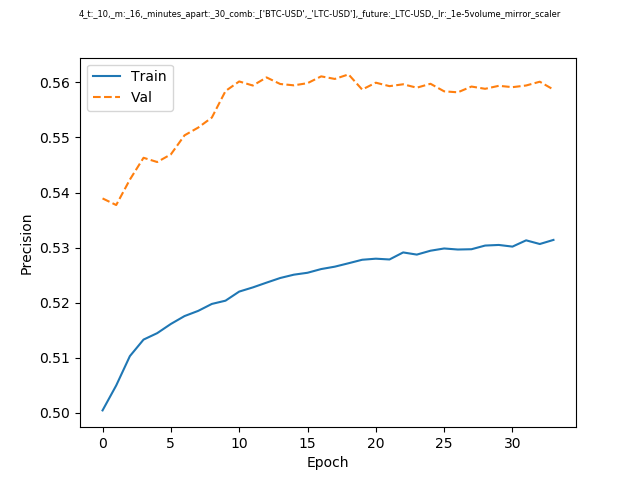 4_t:_10,_m:_16,_minutes_apart:_30_comb:_['BTC-USD',_'LTC-USD'],_future:_LTC-USD,_lr:_1e-5volume_mirror_scaler
Train
Val
0.56
0.55
0.54
0.53
0.52
0.51
0.50
Precision
0 5 10 15 20 25 30
Epoch